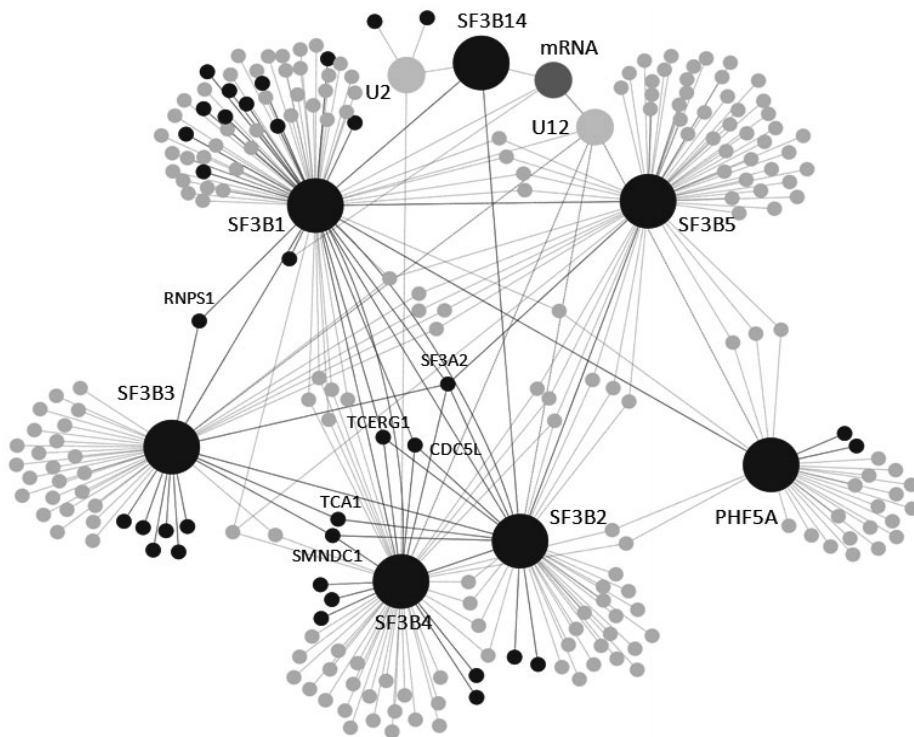 SF3B14
mRNA
U2
U12
SF3B1
SF3B5
RNPS1
SF3A2
SF3B3
TCERG1
CDC5L
TCA1
SF3B2
PHF5A
SMNDC1
SF3B4